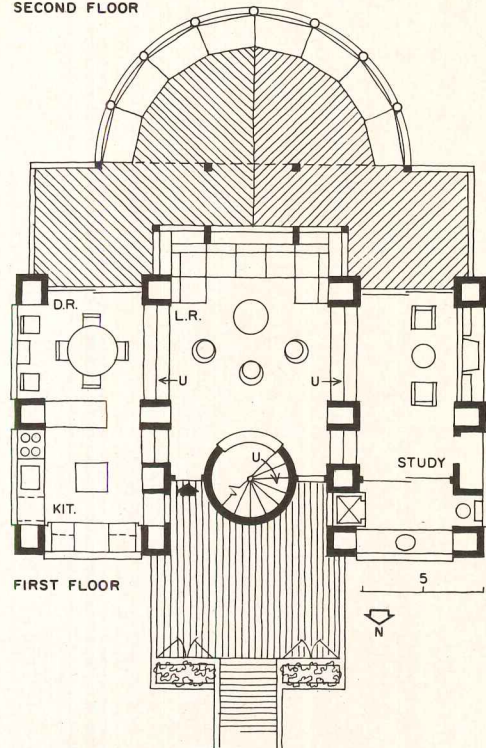 SECOND FLOOR
D.R.
L.R.
U
U
U
STUDY
KIT.
FIRST FLOOR
5
N